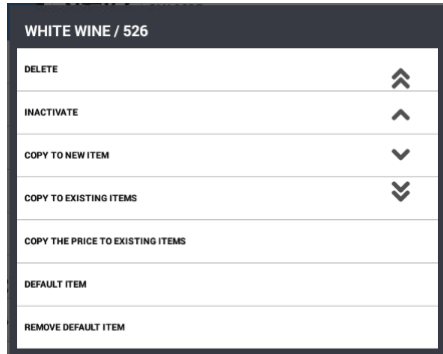 WHITE WINE / 526
DELETE
INACTIVATE
COPY TO NEW ITEM
COPY TO EXISTING ITEMS
COPY THE PRICE TO EXISTING ITEMS
DEFAULT ITEM
REMOVE DEFAULT ITEM